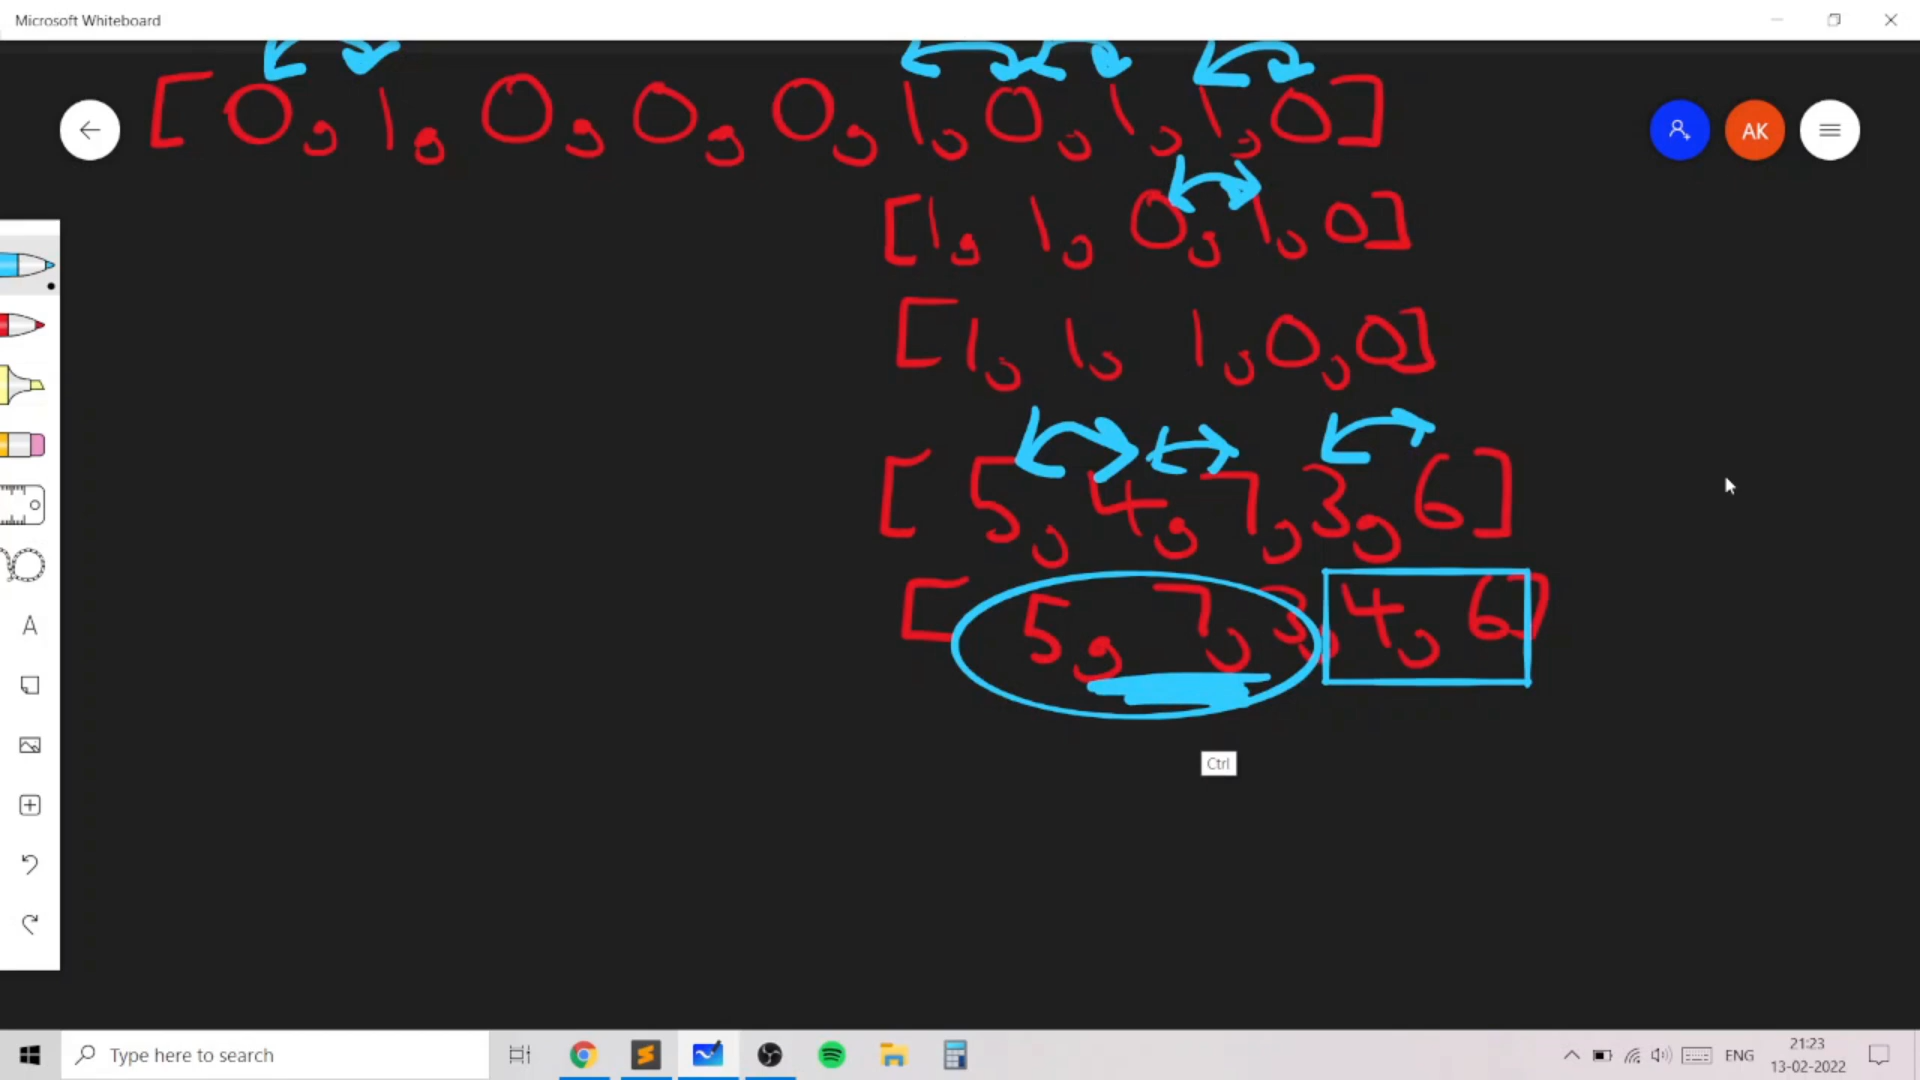 Microsoft Whiteboard
[0, 1, 0, 0, 0, 1, 0, 1, 1, 0]
AK
[1, 1, 0, 1, 0]
[1, 1, 1, 0, 0]
[5, 4, 7, 3, 6]
[5, 7, 3, 4, 6]
A
Ctrl
Type here to search
ENG
21:23
13-02-2022